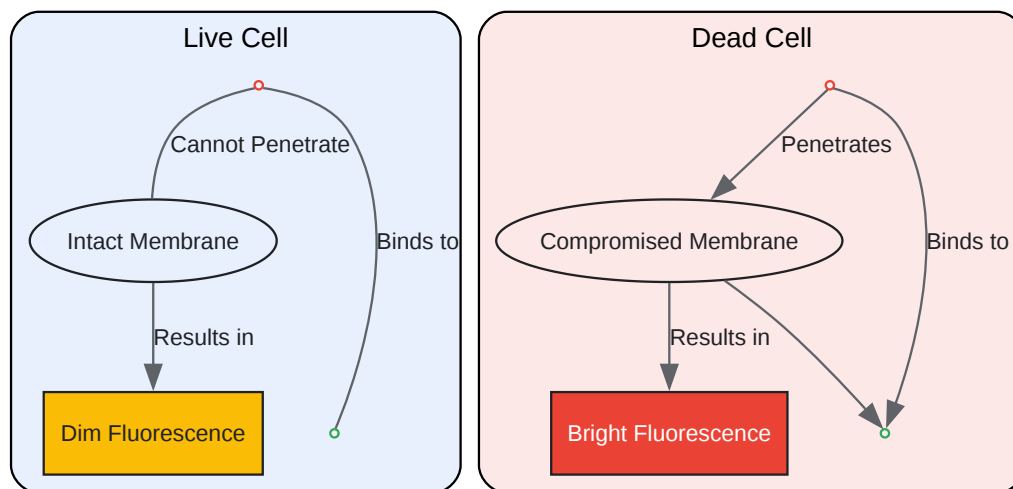 Live Cell
Cannot Penetrate
Intact Membrane
Binds to
Results in
Dim Fluorescence
Dead Cell
Penetrates
Compromised Membrane
Binds to
Results in
Bright Fluorescence